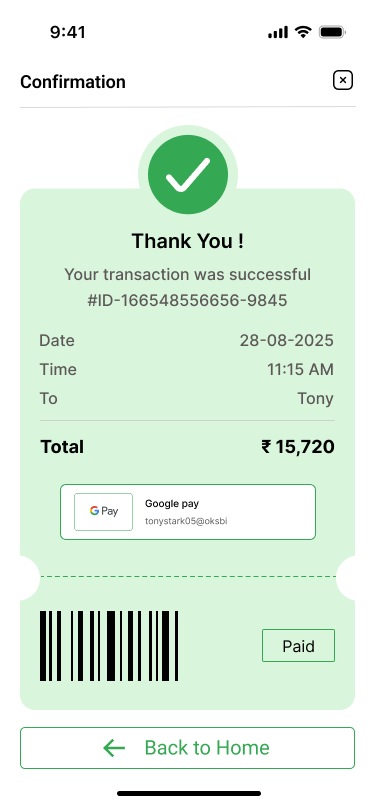 9:41
Confirmation
Thank You !
Your transaction was successful
#ID-166548556656-9845
Date 28-08-2025
Time 11:15 AM
To Tony
Total ₹ 15,720
G Pay Google pay
tonystark05@oksbi
Paid
Back to Home